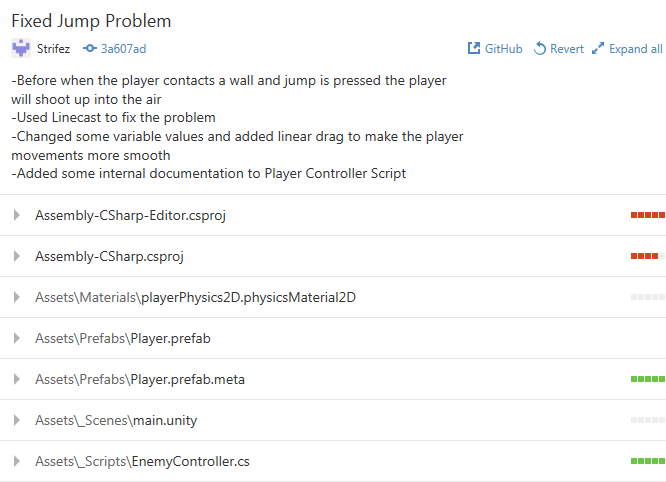 Fixed Jump Problem
Strifez 3a607ad GitHub Revert Expand all
-Before when the player contacts a wall and jump is pressed the player
will shoot up into the air
-Used Linecast to fix the problem
-Changed some variable values and added linear drag to make the player
movements more smooth
-Added some internal documentation to Player Controller Script
Assembly-CSharp-Editor.csproj
Assembly-CSharp.csproj
Assets\Materials\playerPhysics2D.physicsMaterial2D
Assets\Prefabs\Player.prefab
Assets\Prefabs\Player.prefab.meta
Assets\_Scenes\main.unity
Assets\_Scripts\EnemyController.cs